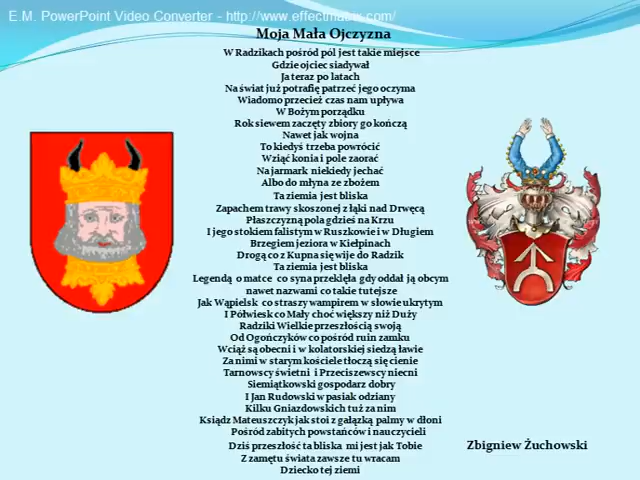 E.M. PowerPoint Video Converter - http://www.effectmatrix.com/
Moja Mała Ojczyzna
W Radzikach pośród pól jest takie miejsce
Gdzie ojciec siadywał
Ja teraz po latach
Na świat już potrafię patrzeć jego oczyma
Wiadomo przecież czas nam upływa
W Bożym porządku
Rok siewem zaczęty zbiory go kończą
Nawet jak wojna
To kiedyś trzeba powrócić
Wziąć konia i pole zaorać
Na jarmark niekiedy jechać
Albo do młyna ze zbożem
Ta ziemia jest bliska
Zapachem trawy skoszonej z łąki nad Drwęcą
Płaszczyzną pola gdzieś na Krzu
I jego stokiem falistym w Ruszkowie i w Długiem
Brzegiem jeziora w Kiełpinach
Drogą co z Kupna się wije do Radzik
Ta ziemia jest bliska
Legendą o matce co syna przeklęła gdy oddał ją obcym
nawet nazwami co takie tutejsze
Jak Wąpielsk co straszy wampirem w słowie ukrytym
I Półwiesk co Mały choć większy niż Duży
Radziki Wielkie przeszłością swoją
Od Ogończyków co pośród ruin zamku
Wciąż są obecni i w kolatorskiej siedzą ławie
Za nimi w starym kościele tłoczą się cienie
Tarnowscy świetni i Przeciszewscy niecni
Siemiątkowski gospodarz dobry
I Jan Rudowski w pasiak odziany
Kilku Gniazdowskich tuż za nim
Ksiądz Mateuszczyk jak stoi z gałązką palmy w dłoni
Pośród zabitych powstańców i nauczycieli
Dziś przeszłość ta bliska mi jest jak Tobie
Z zamętu świata zawsze tu wracam
Dziecko tej ziemi
Zbigniew Żuchowski